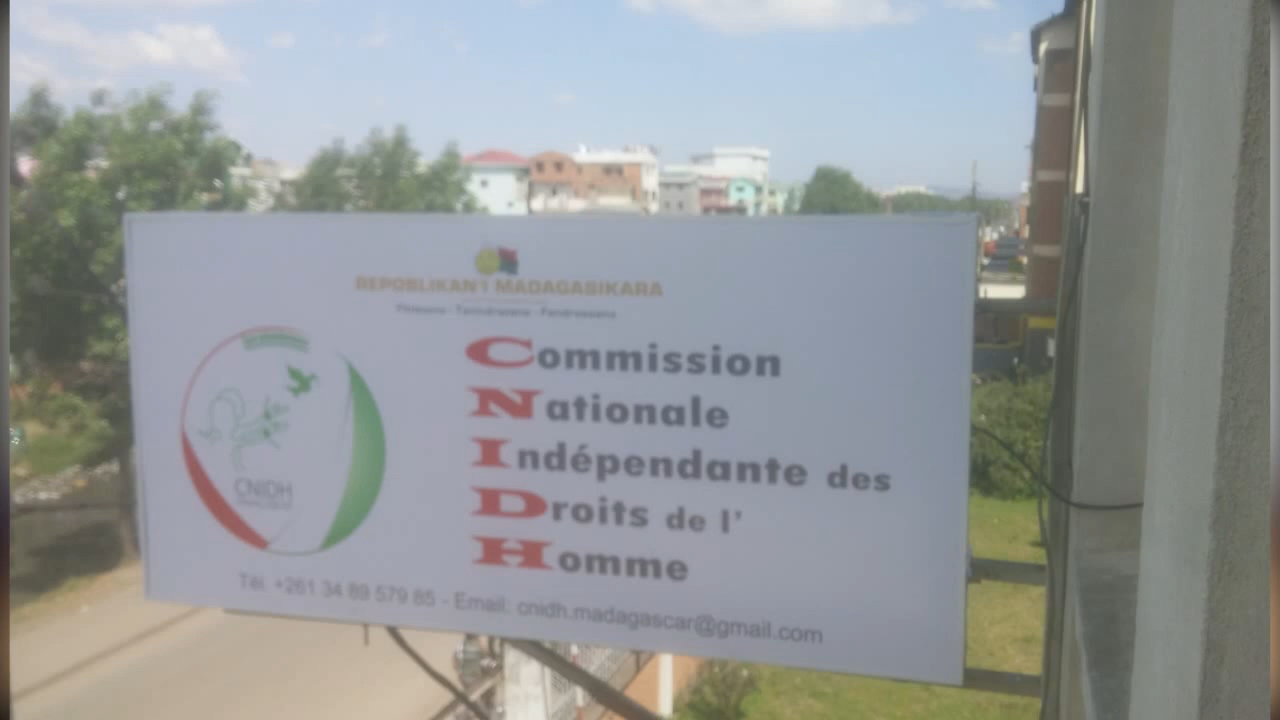 REPOBLIKAN'I MADAGASIKARA
Fitiavana - Tanindrazana - Fandrosoana
CNIDH
Commission
Nationale
Indépendante des
Droits de l'
Homme
Tél. +261 34 89 579 85 - Email: cnidh.madagascar@gmail.com